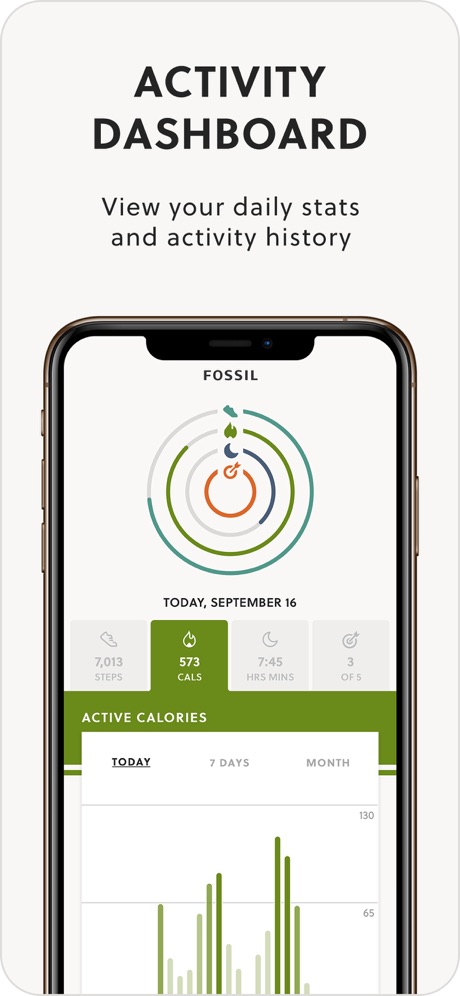 ACTIVITY
DASHBOARD
View your daily stats
and activity history
FOSSIL
TODAY, SEPTEMBER 16
7,013 573 7:45 3
STEPS CALS HRS MINS OF 5
ACTIVE CALORIES
TODAY 7 DAYS MONTH
130
65